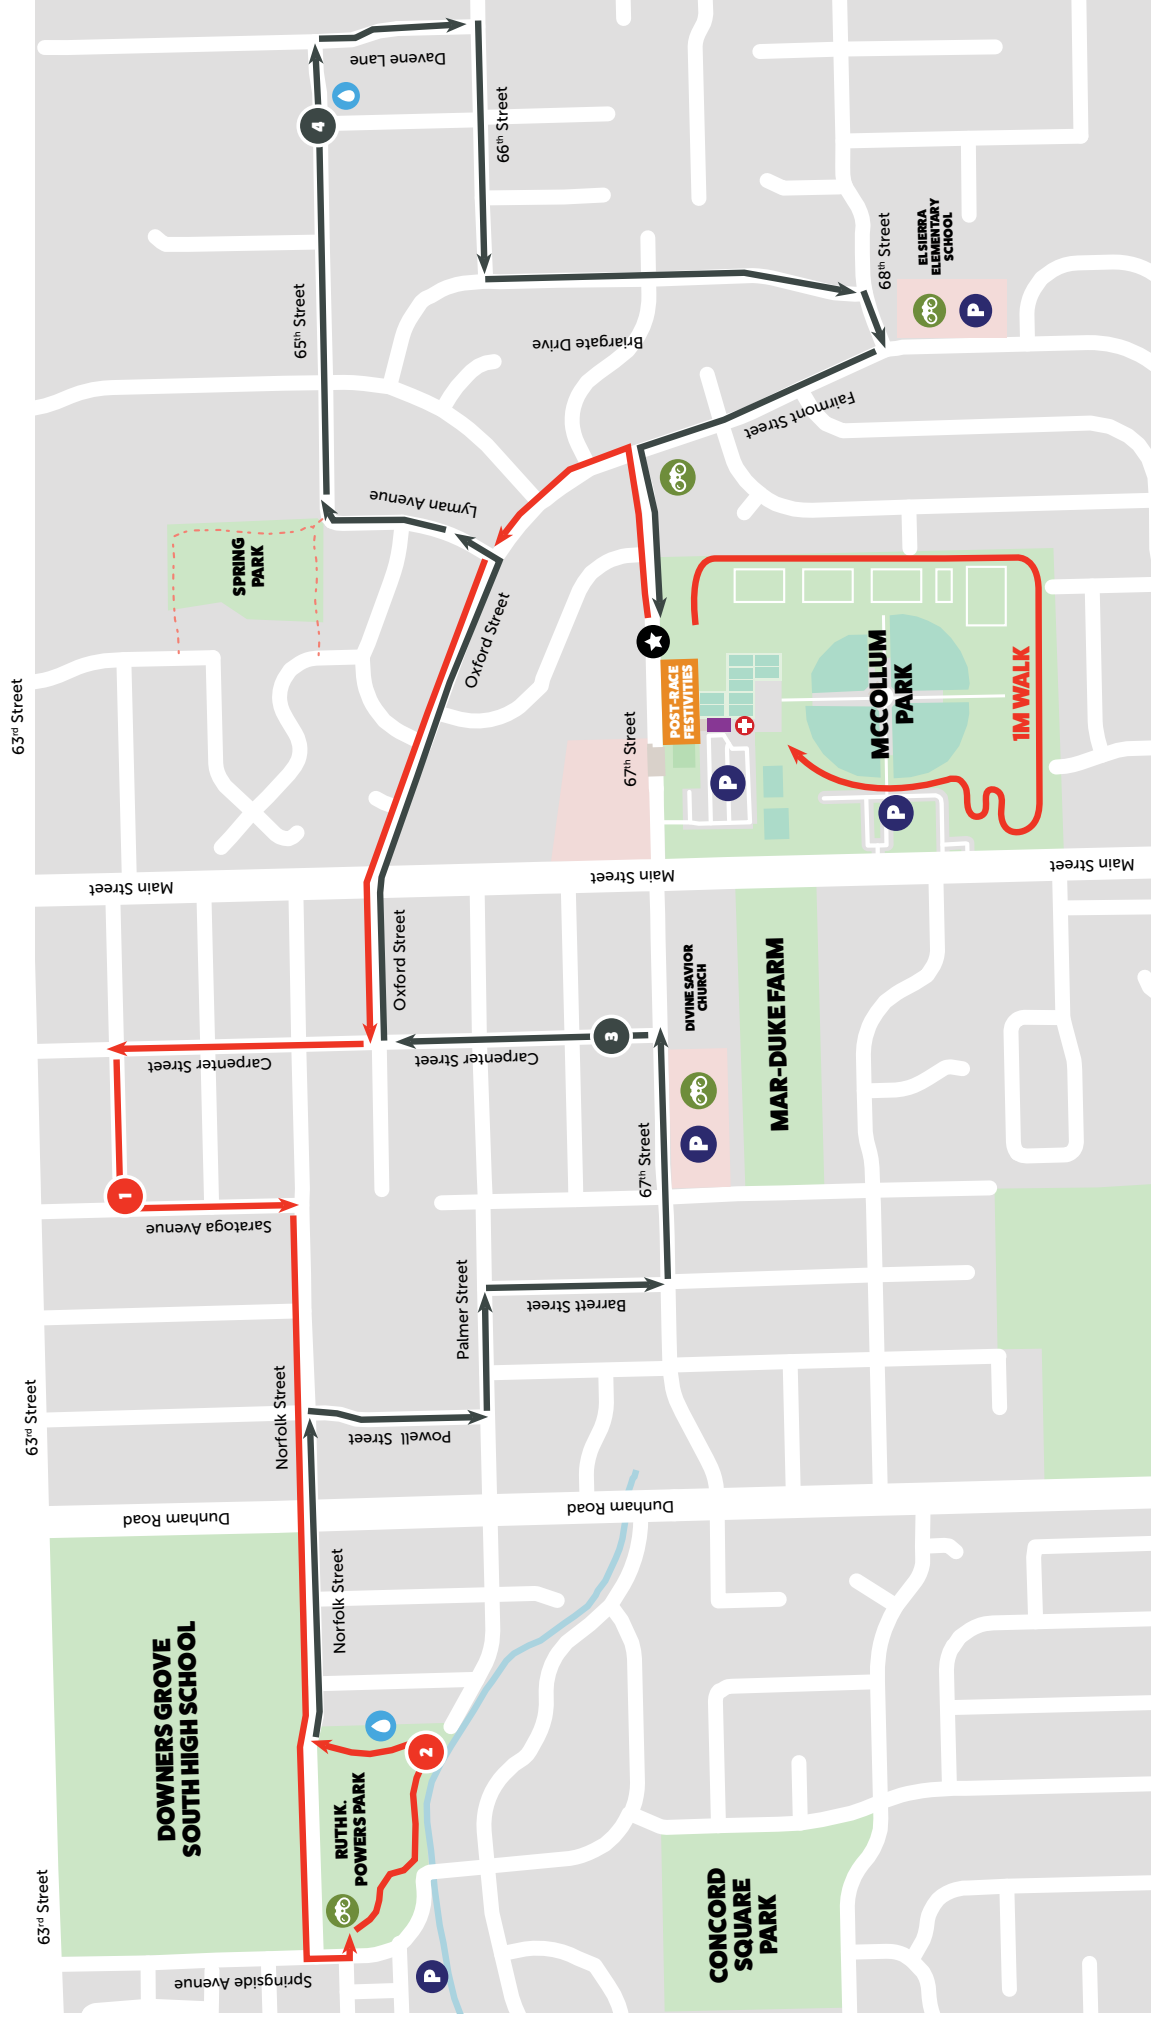 63rd Street
63rd Street
63rd Street
Davene Lane
4
66th Street
65th Street
68th Street
ELSIERRA
ELEMENTARY
SCHOOL
P
Briargate Drive
Fairmont Street
Lyman Avenue
SPRING
PARK
Oxford Street
67th Street
POST-RACE
FESTIVITIES
MCCOLLUM
PARK
1M WALK
P
P
Main Street
Main Street
Main Street
Oxford Street
Carpenter Street
Carpenter Street
3
DIVINE SAVIOR
CHURCH
P
MAR-DUKE FARM
67th Street
1
Saratoga Avenue
Palmer Street
Barrett Street
Norfolk Street
Powell Street
Dunham Road
Dunham Road
Norfolk Street
DOWNERS GROVE
SOUTH HIGH SCHOOL
2
RUTH K.
POWERS PARK
P
Springside Avenue
CONCORD
SQUARE
PARK